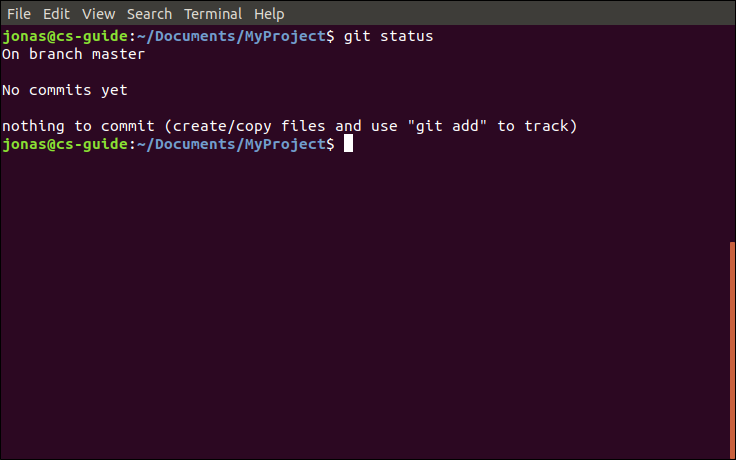 File Edit View Search Terminal Help
jonas@cs-guide:~/Documents/MyProject$ git status
On branch master
No commits yet
nothing to commit (create/copy files and use "git add" to track)
jonas@cs-guide:~/Documents/MyProject$